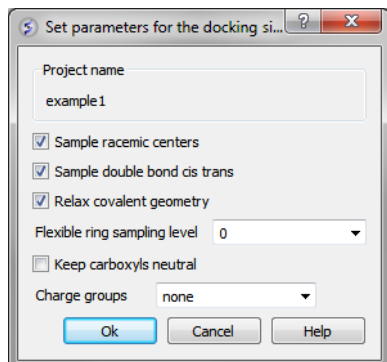 Set parameters for the docking si...
Project name
example1
Sample racemic centers
Sample double bond cis trans
Relax covalent geometry
Flexible ring sampling level 0
Keep carboxyls neutral
Charge groups none
Ok Cancel Help